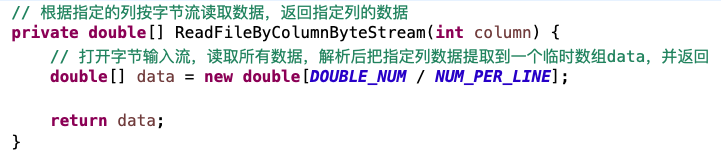 // 根据指定的列按字节流读取数据，返回指定列的数据
private double[] ReadFileByColumnByteStream(int column) {
// 打开字节输入流，读取所有数据，解析后把指定列数据提取到一个临时数组data，并返回
double[] data = new double[DOUBLE_NUM / NUM_PER_LINE];
return data;
}